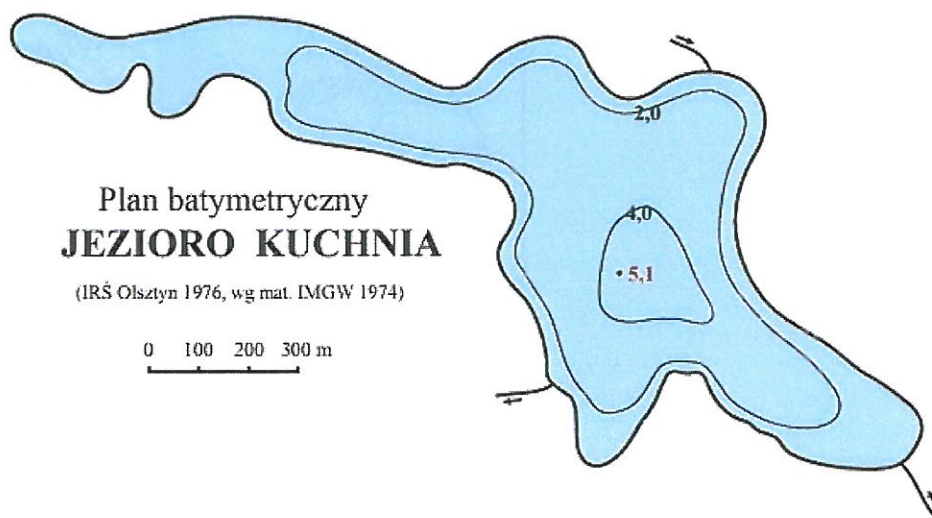 2,0
Plan batymetryczny
JEZIORO KUCHNIA
(IRŚ Olsztyn 1976, wg mat. IMGW 1974)
4,0
5,1
0 100 200 300 m